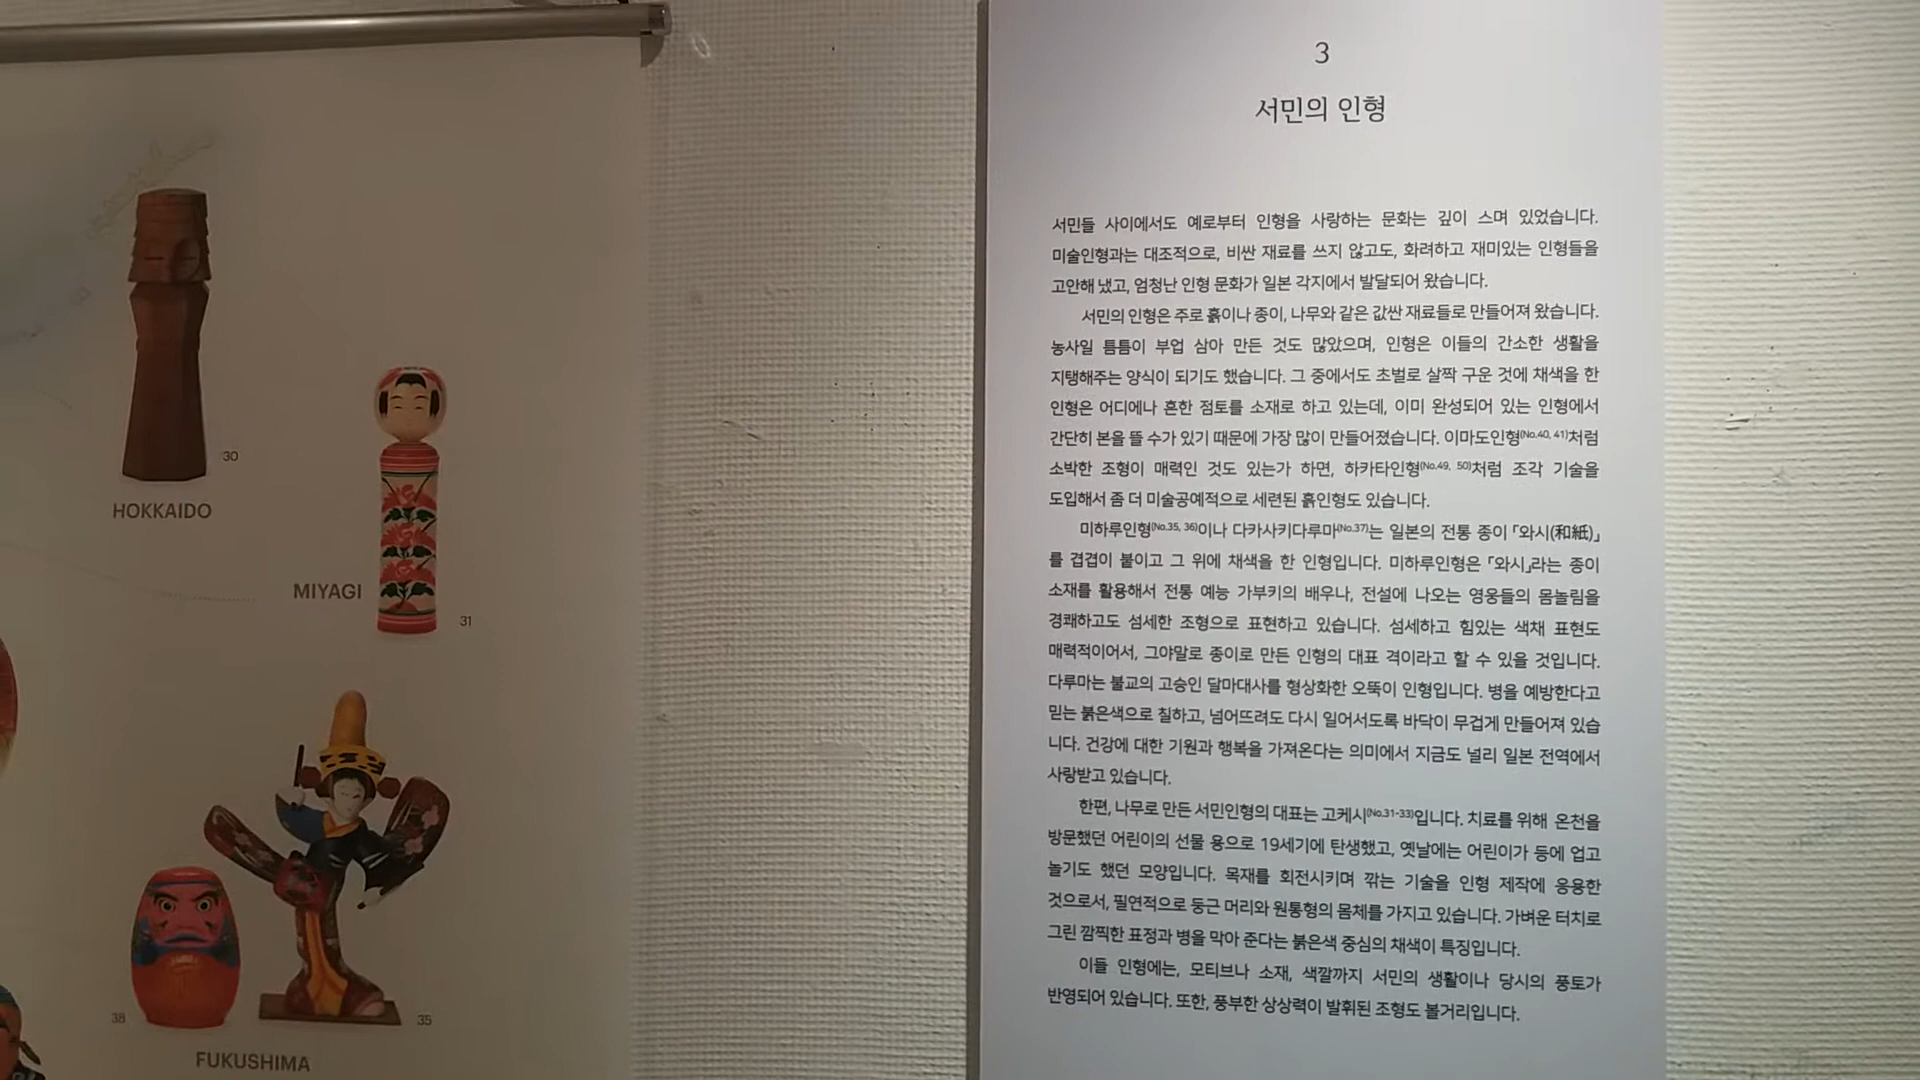 30
HOKKAIDO
MIYAGI
31
38
35
FUKUSHIMA
3
서민의 인형
서민들 사이에서도 예로부터 인형을 사랑하는 문화는 깊이 스며 있었습니다.
미술인형과는 대조적으로, 비싼 재료를 쓰지 않고도, 화려하고 재미있는 인형들을
고안해 냈고, 엄청난 인형 문화가 일본 각지에서 발달되어 왔습니다.
서민의 인형은 주로 흙이나 종이, 나무와 같은 값싼 재료들로 만들어져 왔습니다.
농사일 틈틈이 부업 삼아 만든 것도 많았으며, 인형은 이들의 간소한 생활을
지탱해주는 양식이 되기도 했습니다. 그 중에서도 초벌로 살짝 구운 것에 채색을 한
인형은 어디에나 흔한 점토를 소재로 하고 있는데, 이미 완성되어 있는 인형에서
간단히 본을 뜰 수가 있기 때문에 가장 많이 만들어졌습니다. 이마도인형(No.40, 41)처럼
소박한 조형이 매력인 것도 있는가 하면, 하카타인형(No.49, 50)처럼 조각 기술을
도입해서 좀 더 미술공예적으로 세련된 흙인형도 있습니다.
미하루인형(No.35, 36)이나 다카사키다루마(No.37)는 일본의 전통 종이 「와시(和紙)」
를 겹겹이 붙이고 그 위에 채색을 한 인형입니다. 미하루인형은 「와시」라는 종이
소재를 활용해서 전통 예능 가부키의 배우나, 전설에 나오는 영웅들의 몸놀림을
경쾌하고도 섬세한 조형으로 표현하고 있습니다. 섬세하고 힘있는 색채 표현도
매력적이어서, 그야말로 종이로 만든 인형의 대표 격이라고 할 수 있을 것입니다.
다루마는 불교의 고승인 달마대사를 형상화한 오뚝이 인형입니다. 병을 예방한다고
믿는 붉은색으로 칠하고, 넘어뜨려도 다시 일어서도록 바닥이 무겁게 만들어져 있습
니다. 건강에 대한 기원과 행복을 가져온다는 의미에서 지금도 널리 일본 전역에서
사랑받고 있습니다.
한편, 나무로 만든 서민인형의 대표는 고케시(No.31-33)입니다. 치료를 위해 온천을
방문했던 어린이의 선물 용으로 19세기에 탄생했고, 옛날에는 어린이가 등에 업고
놀기도 했던 모양입니다. 목재를 회전시키며 깎는 기술을 인형 제작에 응용한
것으로서, 필연적으로 둥근 머리와 원통형의 몸체를 가지고 있습니다. 가벼운 터치로
그린 깜찍한 표정과 병을 막아 준다는 붉은색 중심의 채색이 특징입니다.
이들 인형에는, 모티브나 소재, 색깔까지 서민의 생활이나 당시의 풍토가
반영되어 있습니다. 또한, 풍부한 상상력이 발휘된 조형도 볼거리입니다.